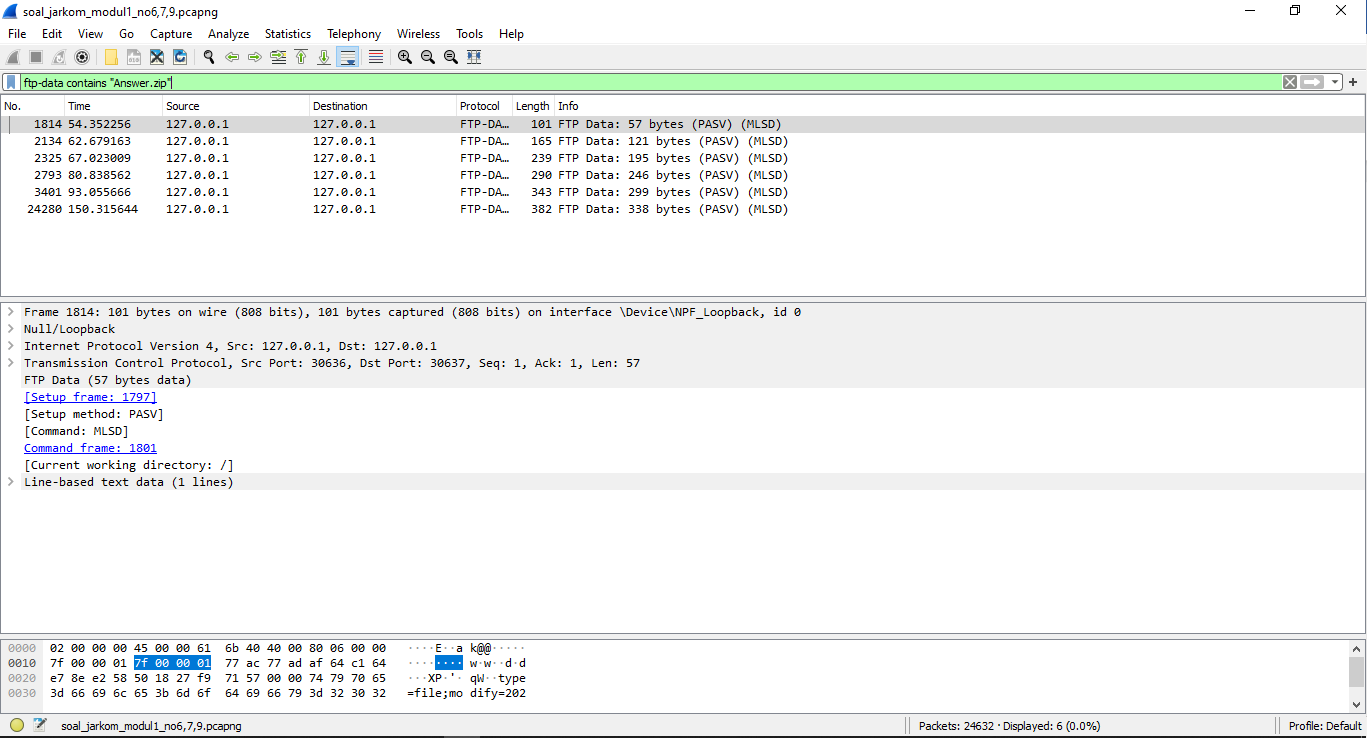 soal_jarkom_modul1_no6,7,9.pcapng
File Edit View Go Capture Analyze Statistics Telephony Wireless Tools Help
ftp-data contains "Answer.zip"
No. Time Source Destination Protocol Length Info
1814 54.352256 127.0.0.1 127.0.0.1 FTP-DA… 101 FTP Data: 57 bytes (PASV) (MLSD)
2134 62.679163 127.0.0.1 127.0.0.1 FTP-DA… 165 FTP Data: 121 bytes (PASV) (MLSD)
2325 67.023009 127.0.0.1 127.0.0.1 FTP-DA… 239 FTP Data: 195 bytes (PASV) (MLSD)
2793 80.838562 127.0.0.1 127.0.0.1 FTP-DA… 290 FTP Data: 246 bytes (PASV) (MLSD)
3401 93.055666 127.0.0.1 127.0.0.1 FTP-DA… 343 FTP Data: 299 bytes (PASV) (MLSD)
24280 150.315644 127.0.0.1 127.0.0.1 FTP-DA… 382 FTP Data: 338 bytes (PASV) (MLSD)
Frame 1814: 101 bytes on wire (808 bits), 101 bytes captured (808 bits) on interface \Device\NPF_Loopback, id 0
Null/Loopback
Internet Protocol Version 4, Src: 127.0.0.1, Dst: 127.0.0.1
Transmission Control Protocol, Src Port: 30636, Dst Port: 30637, Seq: 1, Ack: 1, Len: 57
FTP Data (57 bytes data)
[Setup frame: 1797]
[Setup method: PASV]
[Command: MLSD]
Command frame: 1801
[Current working directory: /]
Line-based text data (1 lines)
0000 02 00 00 00 45 00 00 61 6b 40 40 00 80 06 00 00 ····E··a k@@·····
0010 7f 00 00 01 7f 00 00 01 77 ac 77 ad af 64 c1 64 ········ w·w··d·d
0020 e7 8e e2 58 50 18 27 f9 71 57 00 00 74 79 70 65 ···XP·'· qW··type
0030 3d 66 69 6c 65 3b 6d 6f 64 69 66 79 3d 32 30 32 =file;mo dify=202
soal_jarkom_modul1_no6,7,9.pcapng Packets: 24632 · Displayed: 6 (0.0%) Profile: Default